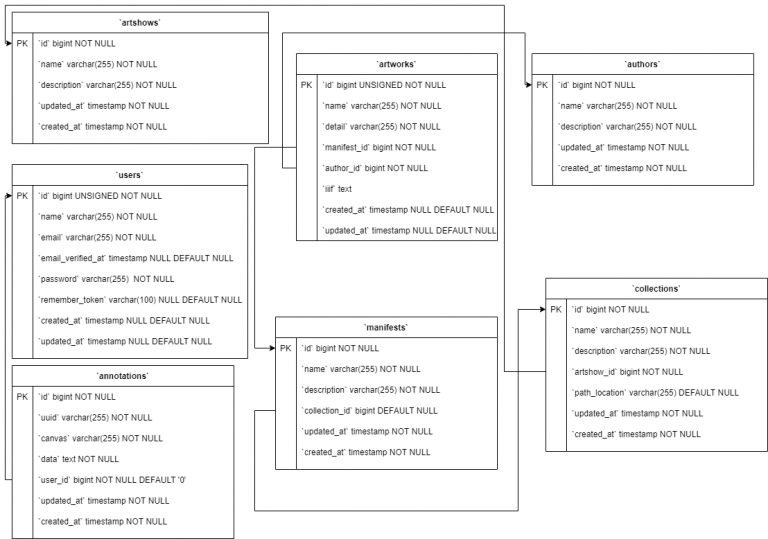 `artshows`
PK
`id` bigint NOT NULL
`name` varchar(255) NOT NULL
`description` varchar(255) NOT NULL
`updated_at` timestamp NOT NULL
`created_at` timestamp NOT NULL
`artworks`
PK
`id` bigint UNSIGNED NOT NULL
`name` varchar(255) NOT NULL
`detail` varchar(255) NOT NULL
`manifest_id` bigint NOT NULL
`author_id` bigint NOT NULL
`iiif` text
`created_at` timestamp NULL DEFAULT NULL
`updated_at` timestamp NULL DEFAULT NULL
`authors`
PK
`id` bigint NOT NULL
`name` varchar(255) NOT NULL
`description` varchar(255) NOT NULL
`updated_at` timestamp NOT NULL
`created_at` timestamp NOT NULL
`users`
PK
`id` bigint UNSIGNED NOT NULL
`name` varchar(255) NOT NULL
`email` varchar(255) NOT NULL
`email_verified_at` timestamp NULL DEFAULT NULL
`password` varchar(255)  NOT NULL
`remember_token` varchar(100) NULL DEFAULT NULL
`created_at` timestamp NULL DEFAULT NULL
`updated_at` timestamp NULL DEFAULT NULL
`collections`
PK
`id` bigint NOT NULL
`name` varchar(255) NOT NULL
`description` varchar(255) NOT NULL
`artshow_id` bigint NOT NULL
`path_location` varchar(255) DEFAULT NULL
`updated_at` timestamp NOT NULL
`created_at` timestamp NOT NULL
`manifests`
PK
`id` bigint NOT NULL
`name` varchar(255) NOT NULL
`description` varchar(255) NOT NULL
`collection_id` bigint DEFAULT NULL
`updated_at` timestamp NOT NULL
`created_at` timestamp NOT NULL
`annotations`
PK
`id` bigint NOT NULL
`uuid` varchar(255) NOT NULL
`canvas` varchar(255) NOT NULL
`data` text NOT NULL
`user_id` bigint NOT NULL DEFAULT '0'
`updated_at` timestamp NOT NULL
`created_at` timestamp NOT NULL